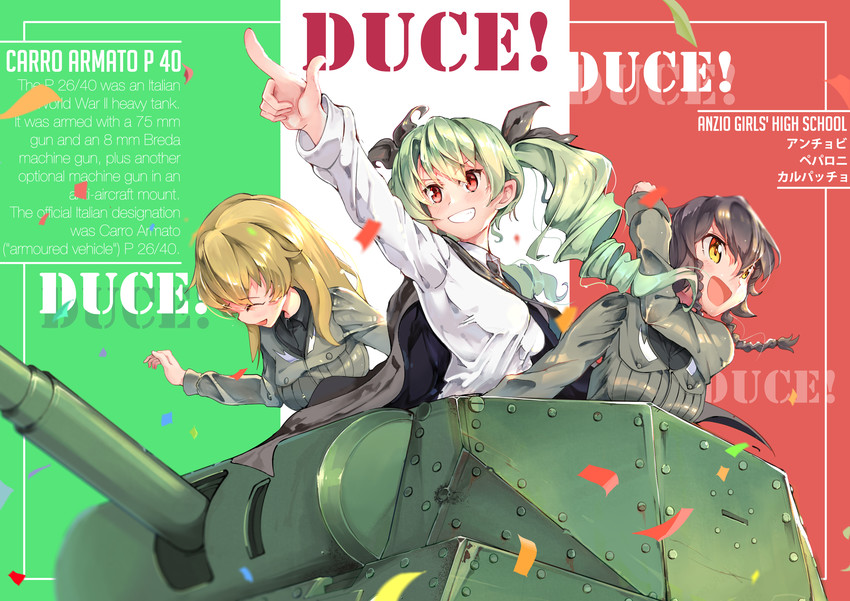 DUCE!
CARRO ARMATO P 40
The P 26/40 was an Italian
World War II heavy tank.
It was armed with a 75 mm
gun and an 8 mm Breda
machine gun, plus another
optional machine gun in an
anti-aircraft mount.
The official Italian designation
was Carro Armato
("armoured vehicle") P 26/40.
DUCE!
DUCE!
DUCE!
DUCE!
ANZIO GIRLS' HIGH SCHOOL
アンチョビ
ペパロニ
カルパッチョ
DUCE!